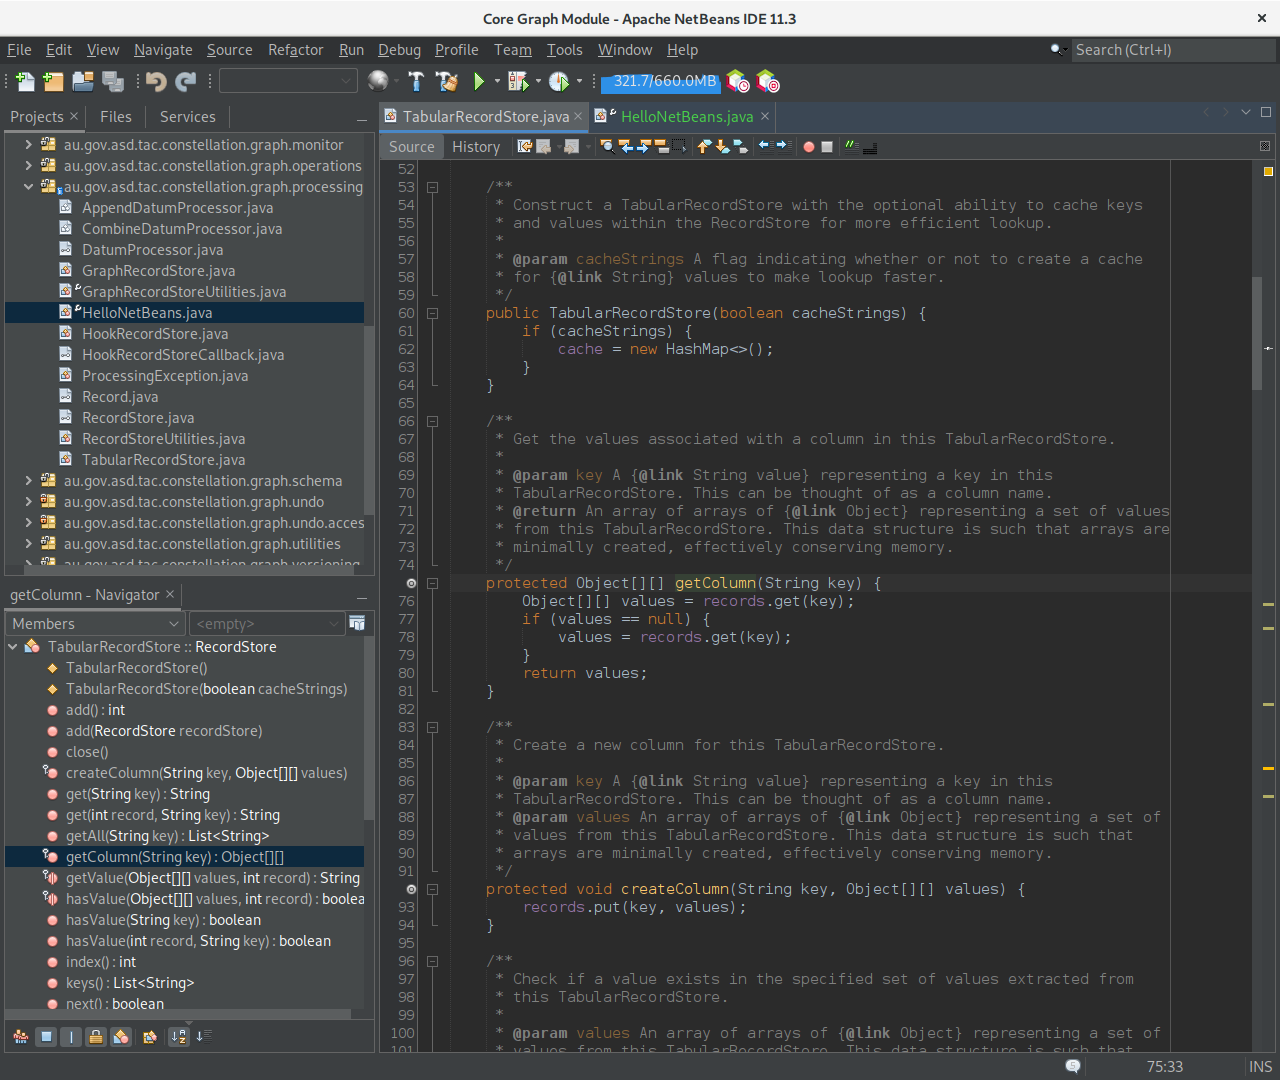 Core Graph Module - Apache NetBeans IDE 11.3
File Edit View Navigate Source Refactor Run Debug Profile Team Tools Window Help
Search (Ctrl+I)
321.7/660.0MB
Projects Files Services
au.gov.asd.tac.constellation.graph.monitor
au.gov.asd.tac.constellation.graph.operations
au.gov.asd.tac.constellation.graph.processing
AppendDatumProcessor.java
CombineDatumProcessor.java
DatumProcessor.java
GraphRecordStore.java
GraphRecordStoreUtilities.java
HelloNetBeans.java
HookRecordStore.java
HookRecordStoreCallback.java
ProcessingException.java
Record.java
RecordStore.java
RecordStoreUtilities.java
TabularRecordStore.java
au.gov.asd.tac.constellation.graph.schema
au.gov.asd.tac.constellation.graph.undo
au.gov.asd.tac.constellation.graph.undo.acces
au.gov.asd.tac.constellation.graph.utilities
au.gov.asd.tac.constellation.graph.versioning
getColumn - Navigator
Members
<empty>
TabularRecordStore :: RecordStore
TabularRecordStore()
TabularRecordStore(boolean cacheStrings)
add() : int
add(RecordStore recordStore)
close()
createColumn(String key, Object[][] values)
get(String key) : String
get(int record, String key) : String
getAll(String key) : List<String>
getColumn(String key) : Object[][]
getValue(Object[][] values, int record) : String
hasValue(Object[][] values, int record) : boolea
hasValue(String key) : boolean
hasValue(int record, String key) : boolean
index() : int
keys() : List<String>
next() : boolean
TabularRecordStore.java HelloNetBeans.java
Source History
52
53 /**
54 * Construct a TabularRecordStore with the optional ability to cache keys
55 * and values within the RecordStore for more efficient lookup.
56 *
57 * @param cacheStrings A flag indicating whether or not to create a cache
58 * for {@link String} values to make lookup faster.
59 */
60 public TabularRecordStore(boolean cacheStrings) {
61 if (cacheStrings) {
62 cache = new HashMap<>();
63 }
64 }
65
66 /**
67 * Get the values associated with a column in this TabularRecordStore.
68 *
69 * @param key A {@link String value} representing a key in this
70 * TabularRecordStore. This can be thought of as a column name.
71 * @return An array of arrays of {@link Object} representing a set of values
72 * from this TabularRecordStore. This data structure is such that arrays are
73 * minimally created, effectively conserving memory.
74 */
protected Object[][] getColumn(String key) {
76 Object[][] values = records.get(key);
77 if (values == null) {
78 values = records.get(key);
79 }
80 return values;
81 }
82
83 /**
84 * Create a new column for this TabularRecordStore.
85 *
86 * @param key A {@link String value} representing a key in this
87 * TabularRecordStore. This can be thought of as a column name.
88 * @param values An array of arrays of {@link Object} representing a set of
89 * values from this TabularRecordStore. This data structure is such that
90 * arrays are minimally created, effectively conserving memory.
91 */
protected void createColumn(String key, Object[][] values) {
93 records.put(key, values);
94 }
95
96 /**
97 * Check if a value exists in the specified set of values extracted from
98 * this TabularRecordStore.
99 *
100 * @param values An array of arrays of {@link Object} representing a set of
101 * values from this TabularRecordStore. This data structure is such that
75:33 INS